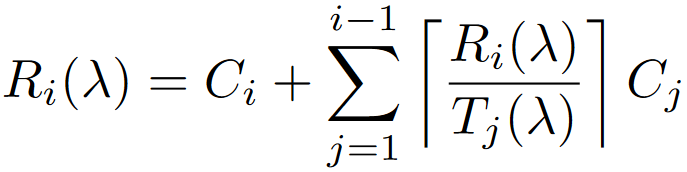 R_i(λ) = C_i + \sum_{j=1}^{i-1} \left\lceil \frac{R_i(λ)}{T_j(λ)} \right\rceil C_j